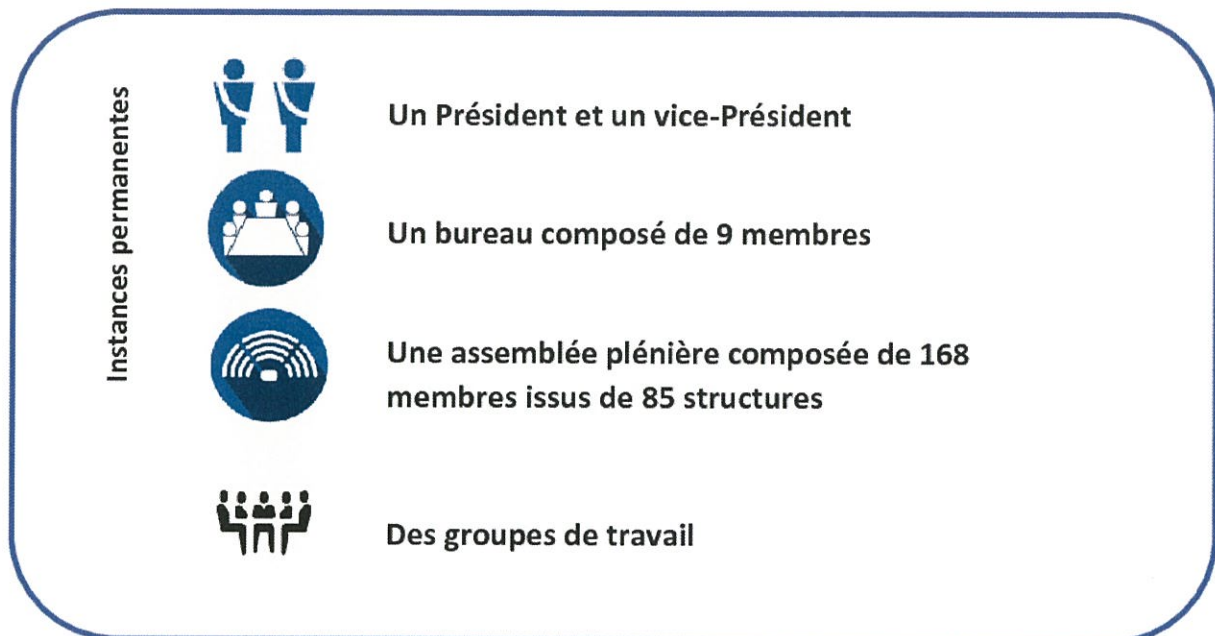 Instances permanentes
Un Président et un vice-Président
Un bureau composé de 9 membres
Une assemblée plénière composée de 168
membres issus de 85 structures
Des groupes de travail